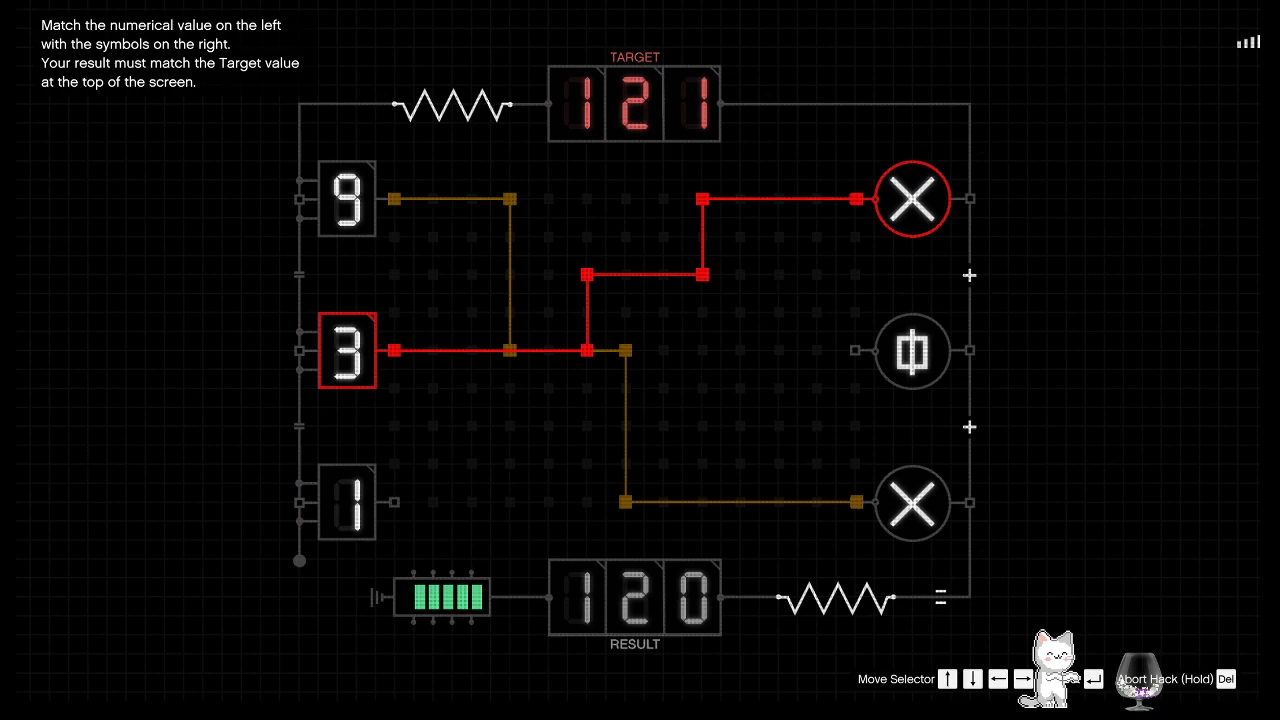 Match the numerical value on the left
with the symbols on the right.
Your result must match the Target value
at the top of the screen.
TARGET
121
9
3
1
120
RESULT
Move Selector
Abort Hack (Hold) Del